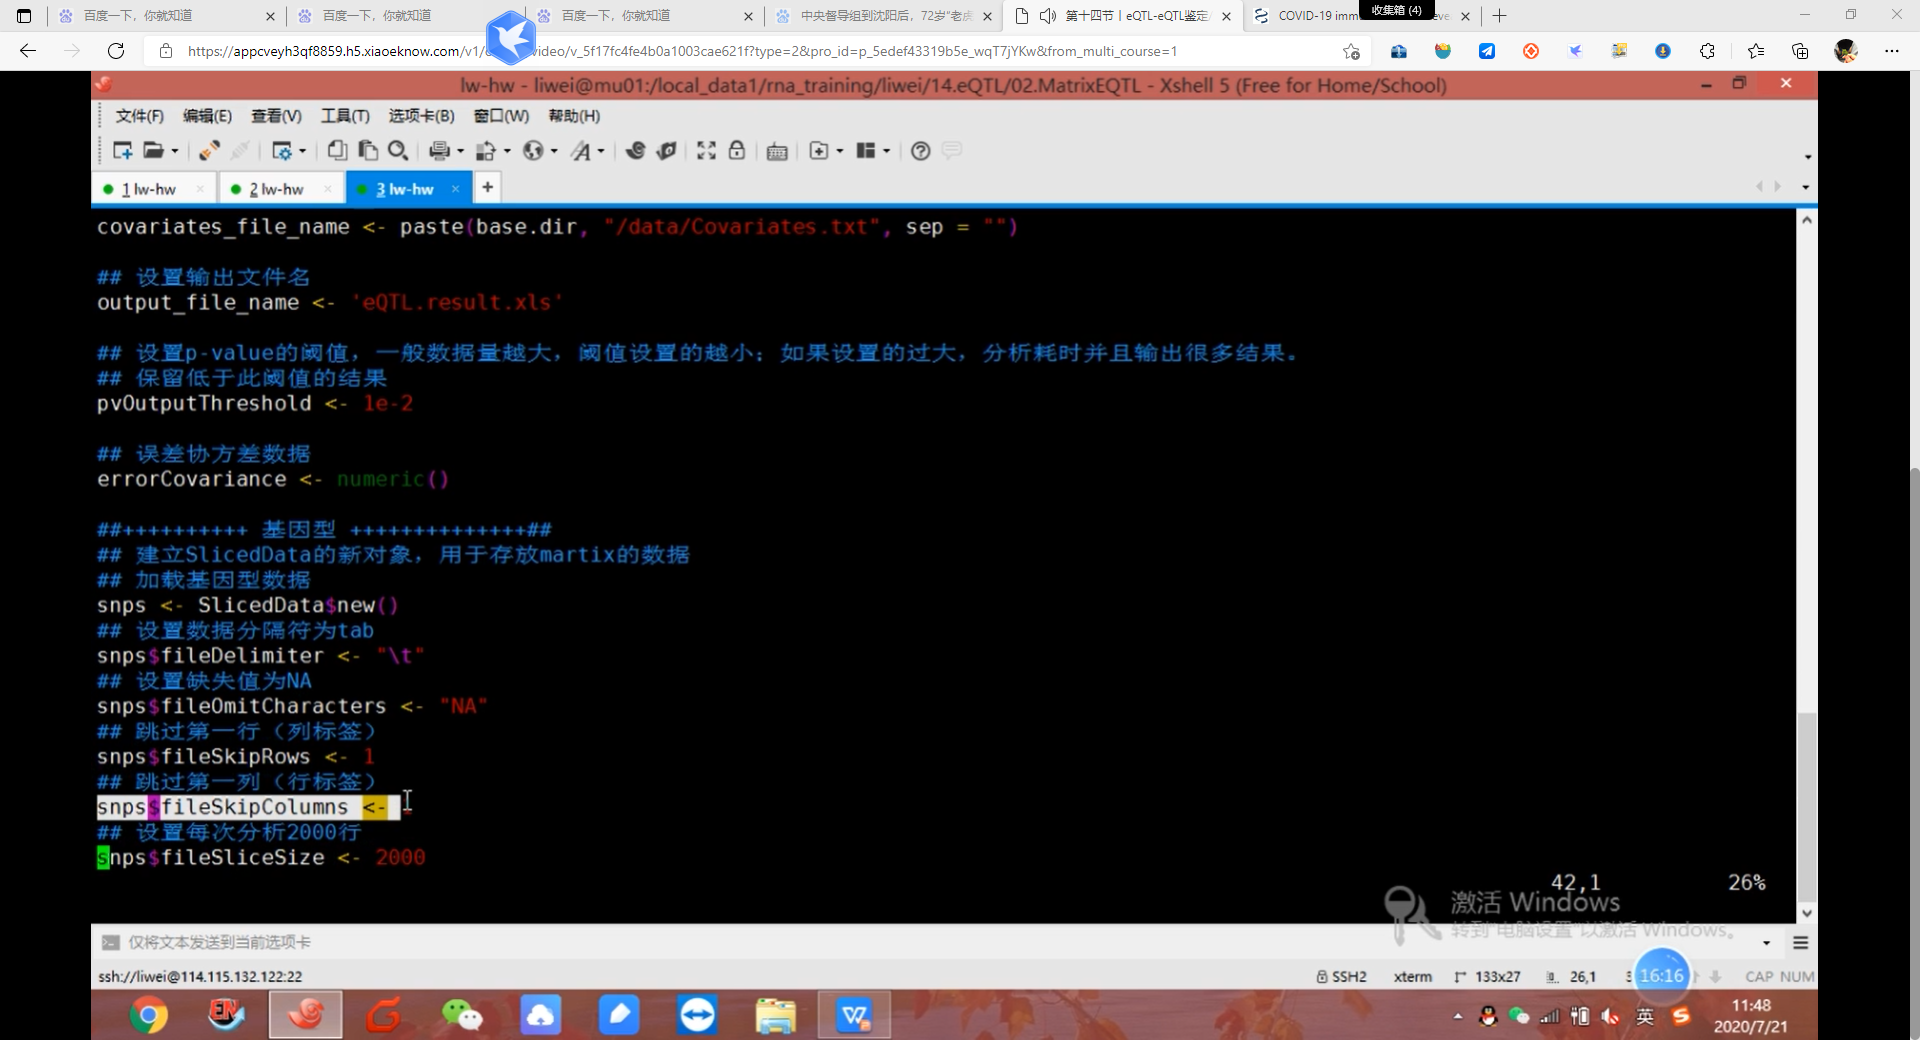 百度一下，你就知道
百度一下，你就知道
百度一下，你就知道
中央督导组到沈阳后，72岁"老虎
第十四节 | eQTL-eQTL鉴定
COVID-19 imm
收集箱 (4)
eve
https://appcveyh3qf8859.h5.xiaoeknow.com/v1/
video/v_5f17fc4fe4b0a1003cae621f?type=2&pro_id=p_5edef43319b5e_wqT7jYKw&from_multi_course=1
lw-hw - liwei@mu01:/local_data1/rna_training/liwei/14.eQTL/02.MatrixEQTL - Xshell 5 (Free for Home/School)
文件(F) 编辑(E) 查看(V) 工具(T) 选项卡(B) 窗口(W) 帮助(H)
1 lw-hw
2 lw-hw
3 lw-hw
covariates_file_name <- paste(base.dir, "/data/Covariates.txt", sep = "")
## 设置输出文件名
output_file_name <- 'eQTL.result.xls'
## 设置p-value的阈值，一般数据量越大，阈值设置的越小；如果设置的过大，分析耗时并且输出很多结果。
## 保留低于此阈值的结果
pvOutputThreshold <- 1e-2
## 误差协方差数据
errorCovariance <- numeric()
##++++++++++ 基因型 ++++++++++++++##
## 建立SlicedData的新对象，用于存放martix的数据
## 加载基因型数据
snps <- SlicedData$new()
## 设置数据分隔符为tab
snps$fileDelimiter <- "\t"
## 设置缺失值为NA
snps$fileOmitCharacters <- "NA"
## 跳过第一行（列标签）
snps$fileSkipRows <- 1
## 跳过第一列（行标签）
snps$fileSkipColumns <-
## 设置每次分析2000行
snps$fileSliceSize <- 2000
42,1 26%
激活 Windows
转到"电脑设置"以激活 Windows。
仅将文本发送到当前选项卡
ssh://liwei@114.115.132.122:22
SSH2 xterm 133x27 26,1
16:16
CAP NUM
英
11:48
2020/7/21